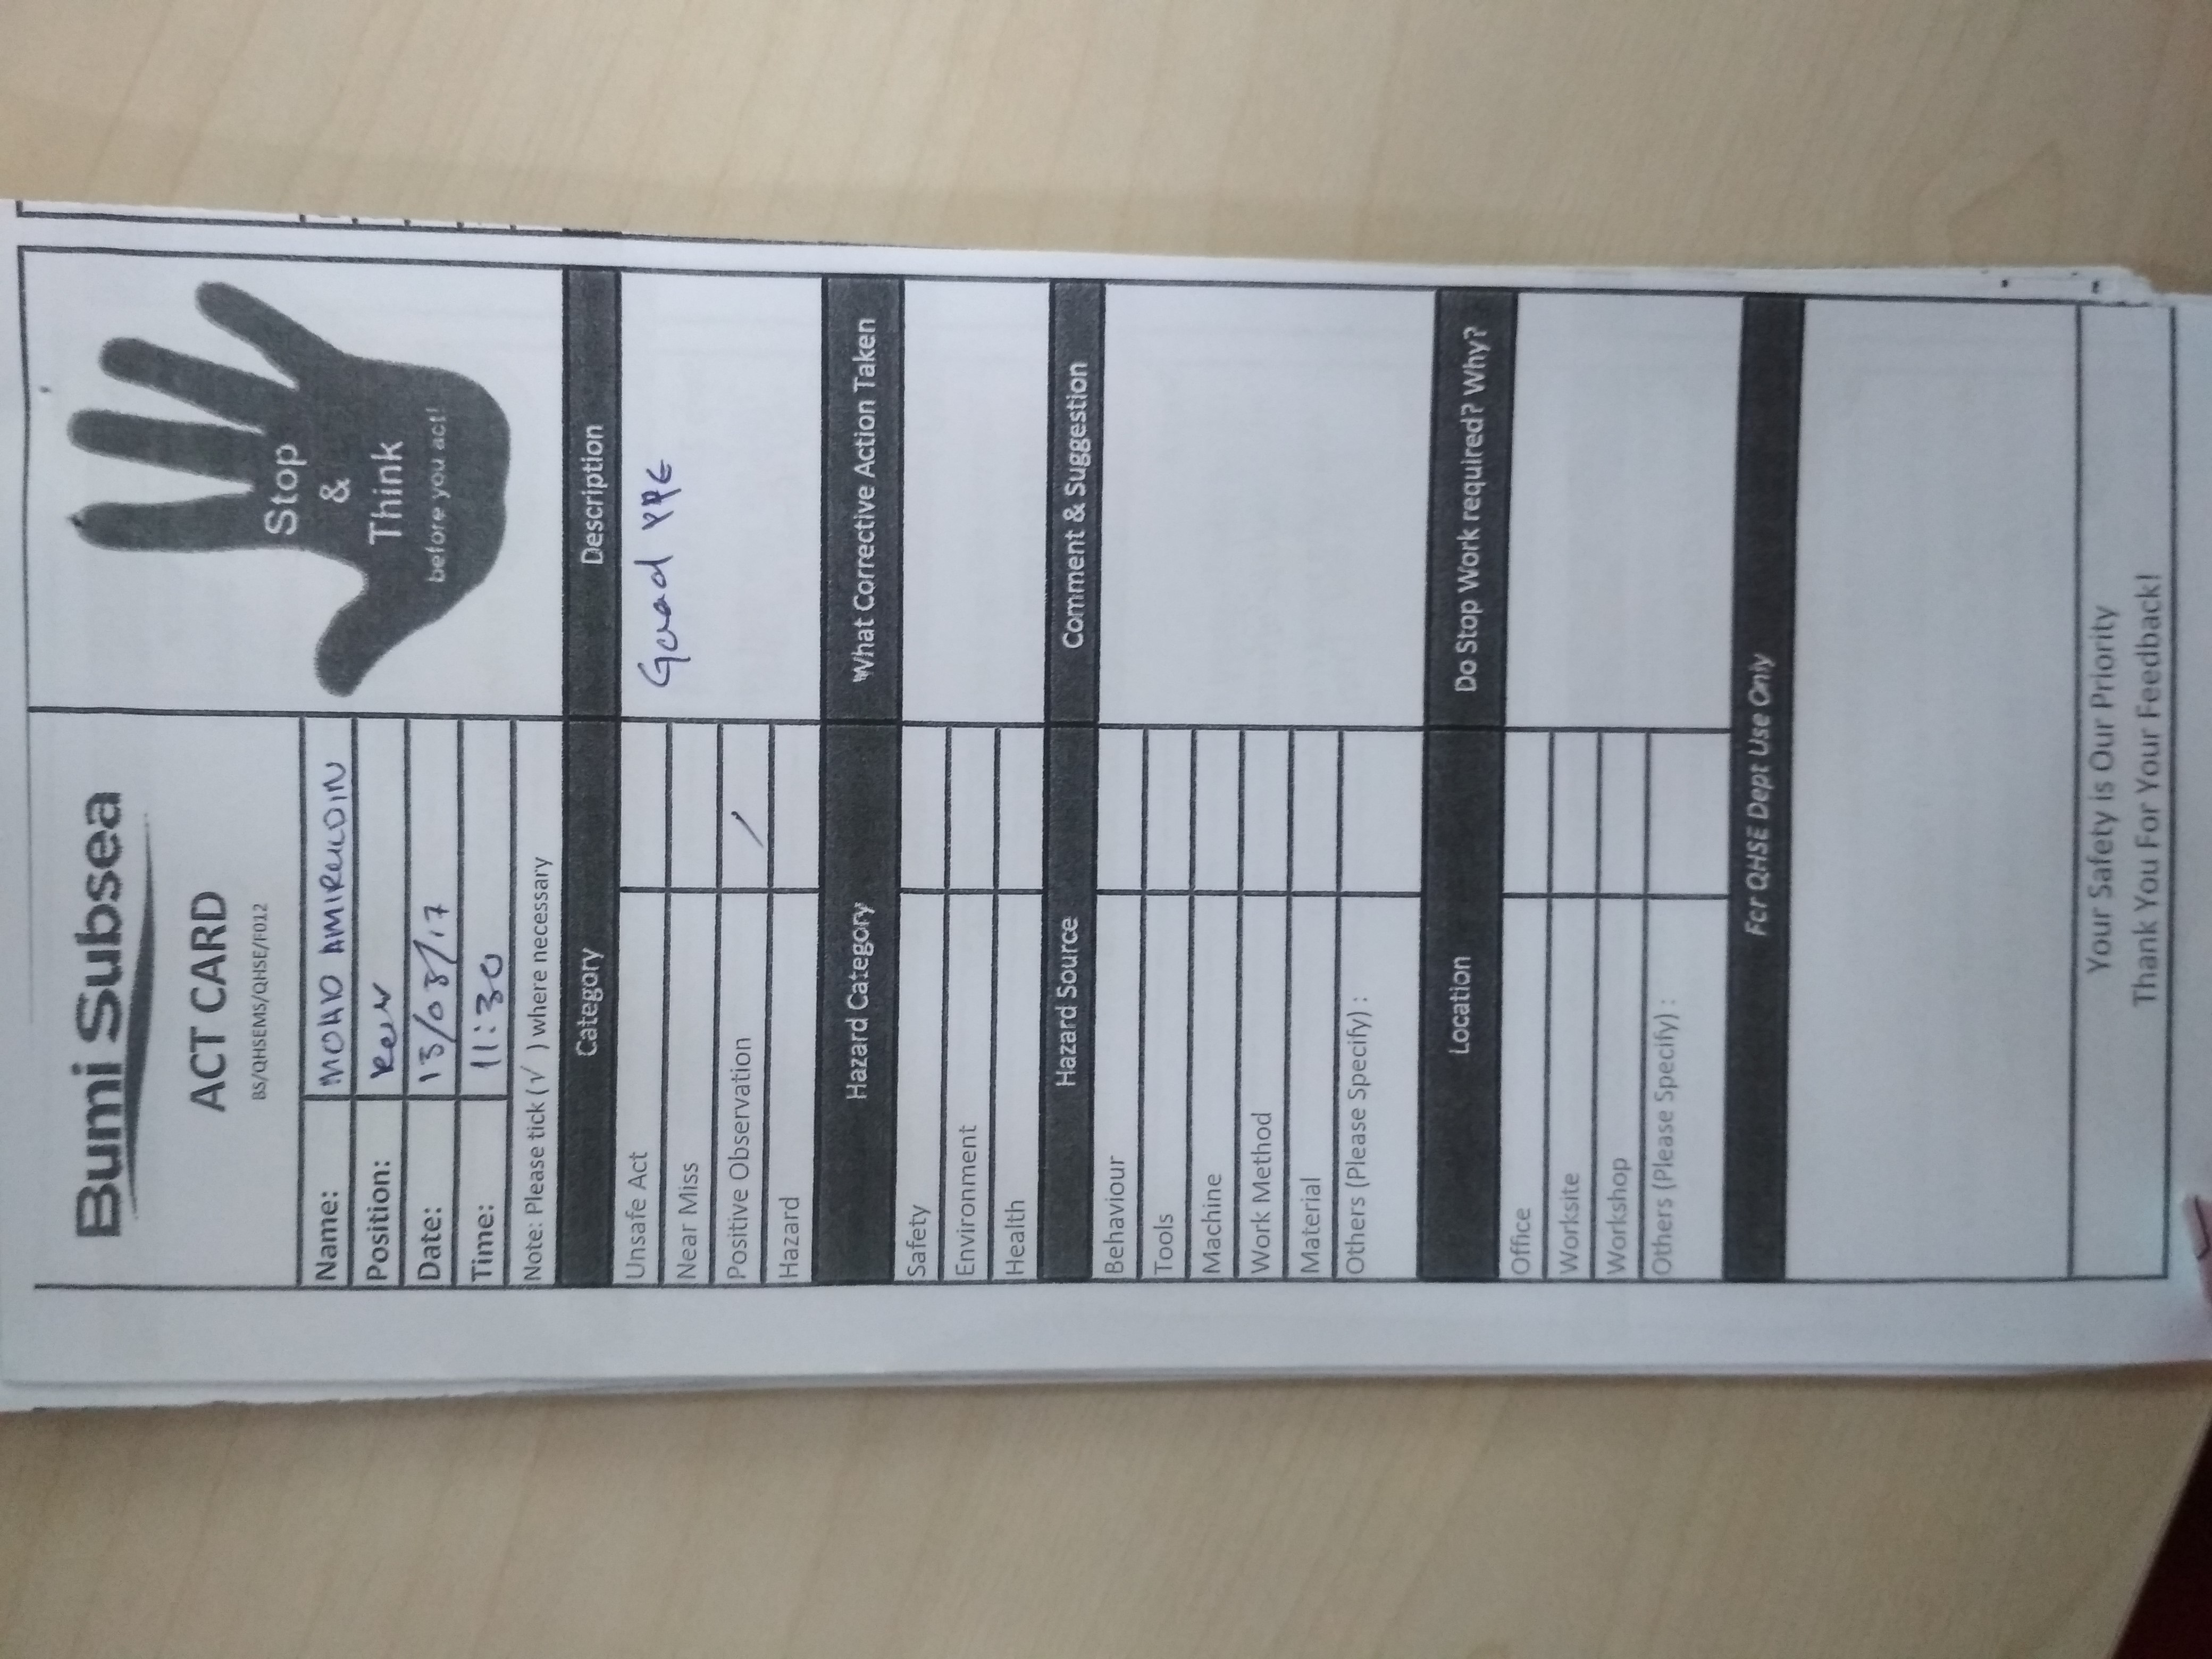 Bumi Subsea
ACT CARD
BS/QHSEMS/QHSE/F012
Stop
&
Think
before you act!
Name: MOHD AMIRUDDIN
Position:
Date: 13/08/17
Time: 11:30
Note: Please tick (√ ) where necessary
Category Description
Unsafe Act Good PPE
Near Miss
Positive Observation /
Hazard
Hazard Category What Corrective Action Taken
Safety
Environment
Health
Hazard Source Comment & Suggestion
Behaviour
Tools
Machine
Work Method
Material
Others (Please Specify) :
Location Do Stop Work required? Why?
Office
Worksite
Workshop
Others (Please Specify) :
For QHSE Dept Use Only
Your Safety is Our Priority
Thank You For Your Feedback!